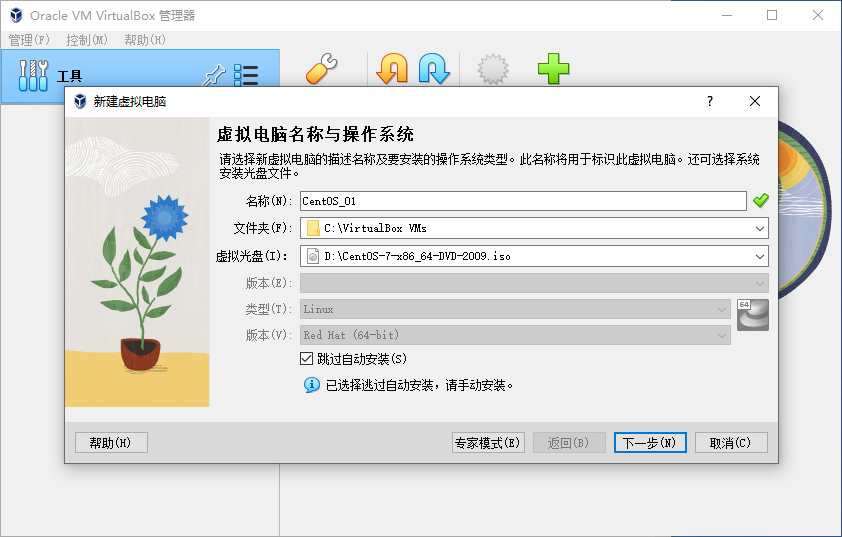 Oracle VM VirtualBox 管理器
管理(F) 控制(M) 帮助(H)
工具
新建虚拟电脑
?
虚拟电脑名称与操作系统
请选择新虚拟电脑的描述名称及要安装的操作系统类型。此名称将用于标识此虚拟电脑。还可选择系统
安装光盘文件。
名称(N): CentOS_01
文件夹(F): C:\VirtualBox VMs
虚拟光盘(I): D:\CentOS-7-x86_64-DVD-2009.iso
版本(E):
类型(T): Linux
64
版本(V): Red Hat (64-bit)
跳过自动安装(S)
已选择逃过自动安装，请手动安装。
帮助(H) 专家模式(E) 返回(B) 下一步(N) 取消(C)